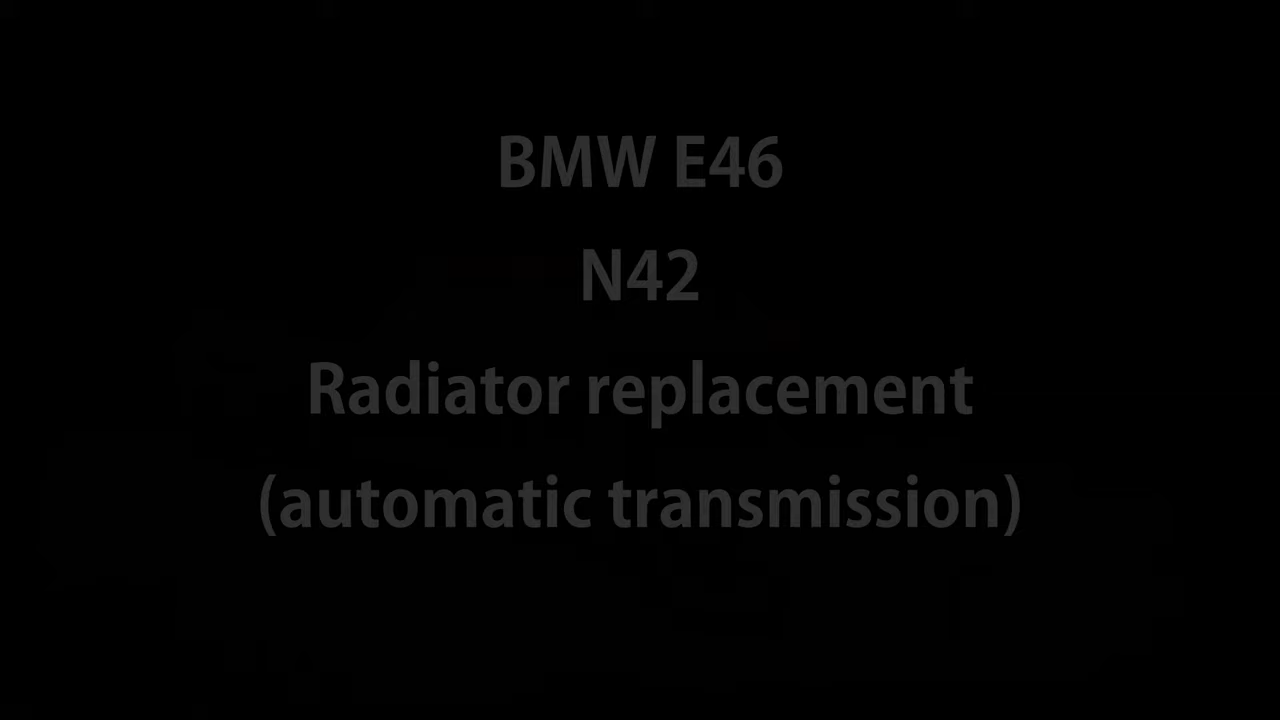 BMW E46
N42
Radiator replacement
(automatic transmission)